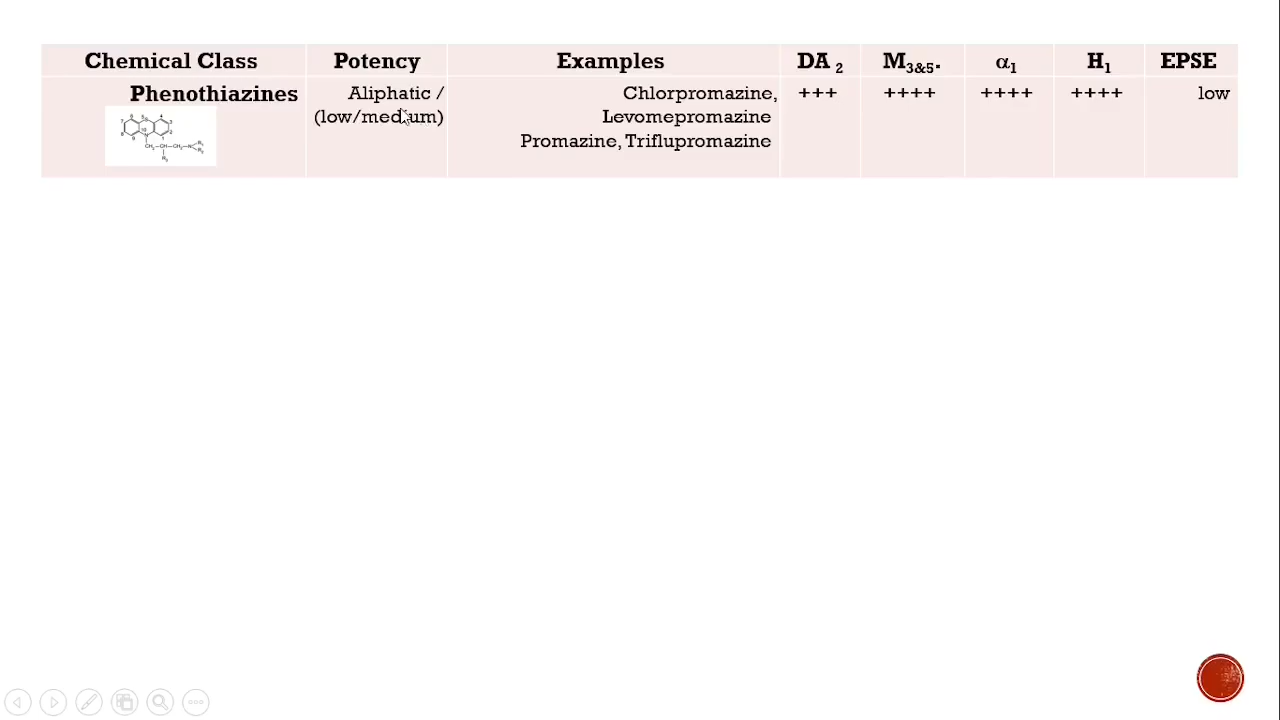 Chemical Class Potency Examples DA 2 M3&5. α1 H1 EPSE
Phenothiazines Aliphatic / Chlorpromazine, +++ ++++ ++++ ++++ low
(low/medium) Levomepromazine
Promazine, Triflupromazine